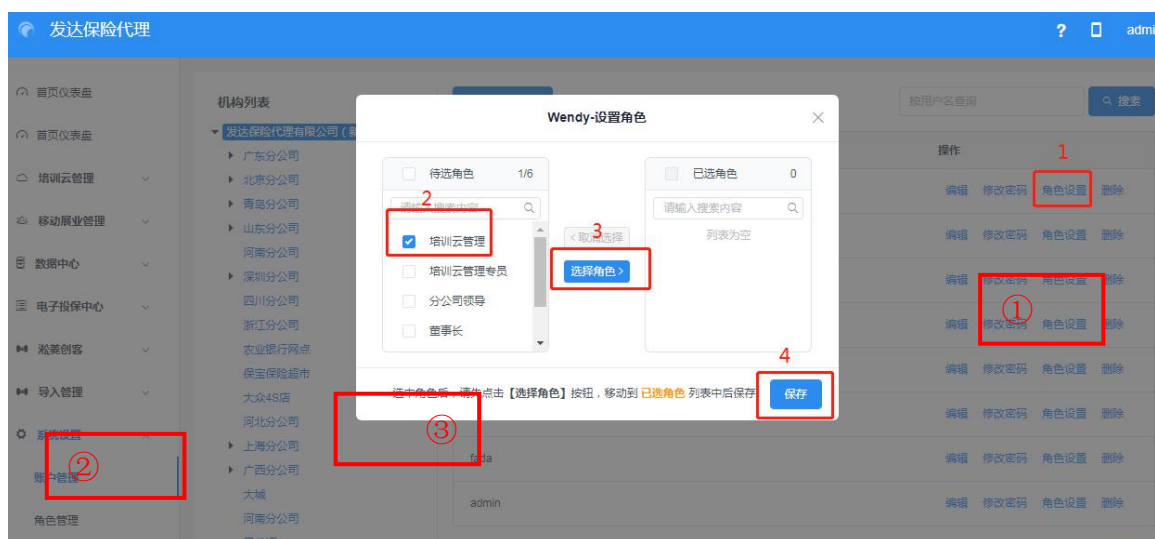 发达保险代理
?
admi
首页仪表盘
首页仪表盘
培训云管理
移动展业管理
数据中心
电子投保中心
淞美创客
导入管理
系统设置
②
账户管理
角色管理
机构列表
发达保险代理有限公司（
广东分公司
北京分公司
青岛分公司
山东分公司
河南分公司
深圳分公司
四川分公司
浙江分公司
农业银行网点
保宝保险超市
大众4S店
河北分公司
上海分公司
广西分公司
大城
河南分公司
按用户名查询
搜索
操作
1
编辑 修改密码 角色设置 删除
编辑 修改密码 角色设置 删除
编辑 修改密码 角色设置 删除
①
编辑 修改密码 角色设置 删除
编辑 修改密码 角色设置 删除
编辑 修改密码 角色设置 删除
fada 编辑 修改密码 角色设置 删除
admin 编辑 修改密码 角色设置 删除
Wendy-设置角色
待选角色 1/6
2
请输入搜索内容
培训云管理
培训云管理专员
分公司领导
董事长
3
<取消选择
选择角色>
已选角色 0
请输入搜索内容
列表为空
4
选中角色后，请先点击【选择角色】按钮，移动到 已选角色 列表中后保存
保存
③